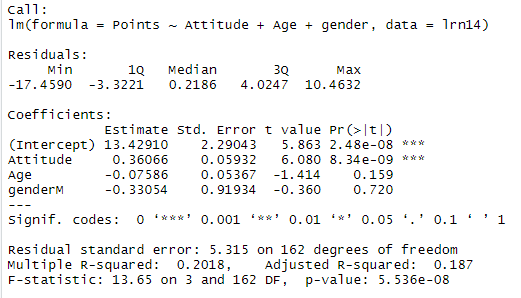 Call:
lm(formula = Points ~ Attitude + Age + gender, data = lrn14)
Residuals:
     Min       1Q   Median       3Q      Max
-17.4590  -3.3221   0.2186   4.0247  10.4632
Coefficients:
            Estimate Std. Error t value Pr(>|t|)
(Intercept) 13.42910    2.29043   5.863 2.48e-08 ***
Attitude     0.36066    0.05932   6.080 8.34e-09 ***
Age         -0.07586    0.05367  -1.414    0.159
genderM     -0.33054    0.91934  -0.360    0.720
---
Signif. codes:  0 ‘***’ 0.001 ‘**’ 0.01 ‘*’ 0.05 ‘.’ 0.1 ‘ ’ 1
Residual standard error: 5.315 on 162 degrees of freedom
Multiple R-squared:  0.2018,    Adjusted R-squared:  0.187
F-statistic: 13.65 on 3 and 162 DF,  p-value: 5.536e-08